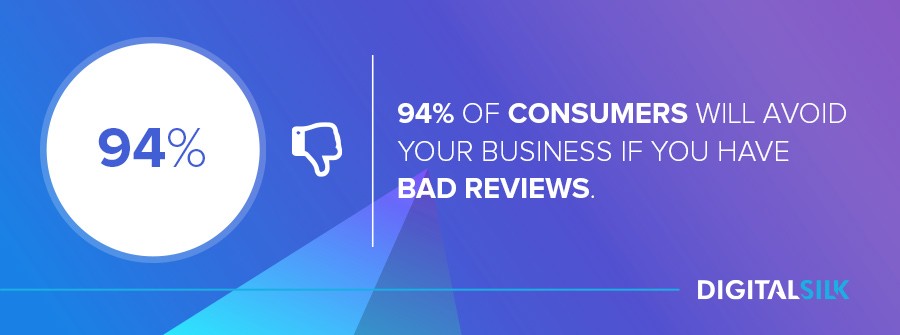 94%
94% OF CONSUMERS WILL AVOID
YOUR BUSINESS IF YOU HAVE
BAD REVIEWS.
DIGITALSILK